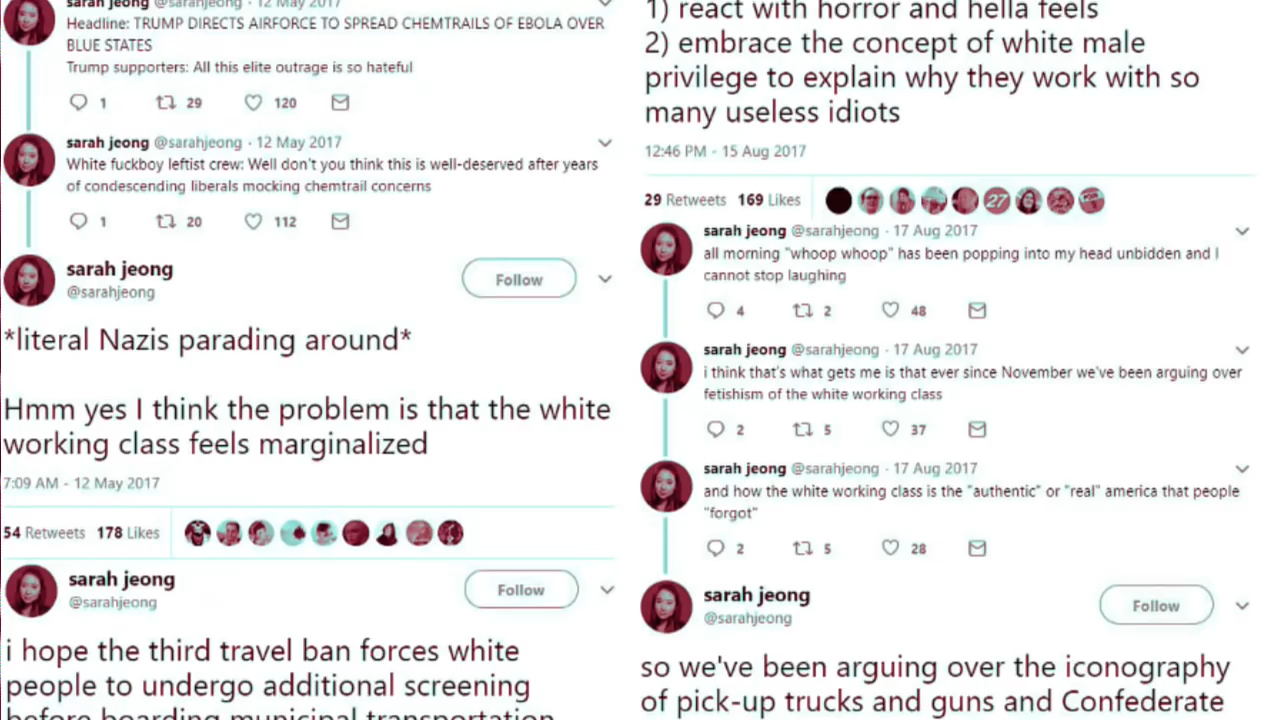 sarah jeong @sarahjeong · 12 May 2017
Headline: TRUMP DIRECTS AIRFORCE TO SPREAD CHEMTRAILS OF EBOLA OVER
BLUE STATES
Trump supporters: All this elite outrage is so hateful
1 29 120
sarah jeong @sarahjeong · 12 May 2017
White fuckboy leftist crew: Well don't you think this is well-deserved after years
of condescending liberals mocking chemtrail concerns
1 20 112
sarah jeong
@sarahjeong
Follow
*literal Nazis parading around*
Hmm yes I think the problem is that the white
working class feels marginalized
7:09 AM - 12 May 2017
54 Retweets 178 Likes
sarah jeong
@sarahjeong
Follow
i hope the third travel ban forces white
people to undergo additional screening
before boarding municipal transportation
1) react with horror and hella feels
2) embrace the concept of white male
privilege to explain why they work with so
many useless idiots
12:46 PM - 15 Aug 2017
29 Retweets 169 Likes
27
sarah jeong @sarahjeong · 17 Aug 2017
all morning "whoop whoop" has been popping into my head unbidden and I
cannot stop laughing
4 2 48
sarah jeong @sarahjeong · 17 Aug 2017
i think that's what gets me is that ever since November we've been arguing over
fetishism of the white working class
2 5 37
sarah jeong @sarahjeong · 17 Aug 2017
and how the white working class is the "authentic" or "real" america that people
"forgot"
2 5 28
sarah jeong
@sarahjeong
Follow
so we've been arguing over the iconography
of pick-up trucks and guns and Confederate